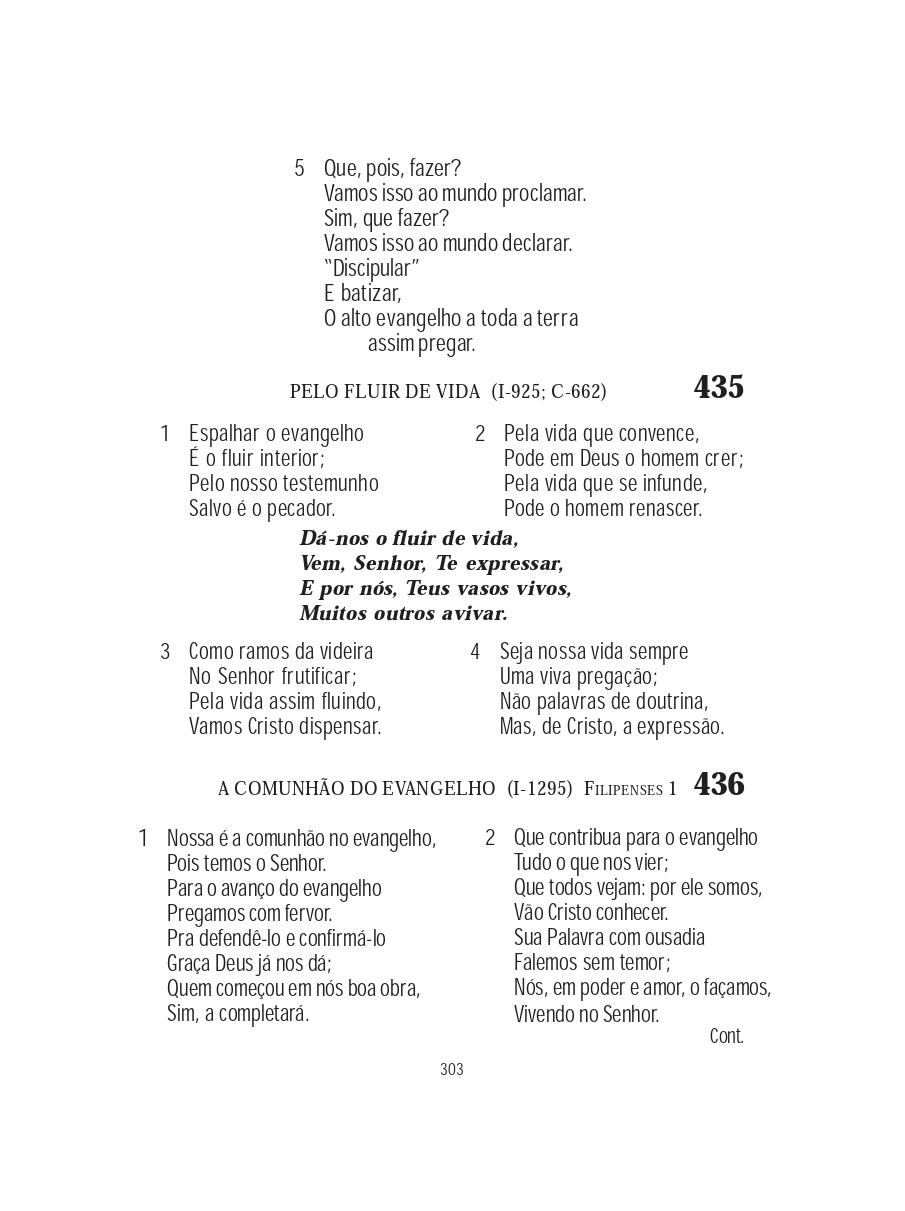 5 Que, pois, fazer?
Vamos isso ao mundo proclamar.
Sim, que fazer?
Vamos isso ao mundo declarar.
“Discipular”
E batizar,
O alto evangelho a toda a terra
assim pregar.
PELO FLUIR DE VIDA (I-925; C-662) 435
1 Espalhar o evangelho
É o fluir interior;
Pelo nosso testemunho
Salvo é o pecador.
2 Pela vida que convence,
Pode em Deus o homem crer;
Pela vida que se infunde,
Pode o homem renascer.
Dá-nos o fluir de vida,
Vem, Senhor, Te expressar,
E por nós, Teus vasos vivos,
Muitos outros avivar.
3 Como ramos da videira
No Senhor frutificar;
Pela vida assim fluindo,
Vamos Cristo dispensar.
4 Seja nossa vida sempre
Uma viva pregação;
Não palavras de doutrina,
Mas, de Cristo, a expressão.
A COMUNHÃO DO EVANGELHO (I-1295) FILIPENSES 1 436
1 Nossa é a comunhão no evangelho,
Pois temos o Senhor.
Para o avanço do evangelho
Pregamos com fervor.
Pra defendê-lo e confirmá-lo
Graça Deus já nos dá;
Quem começou em nós boa obra,
Sim, a completará.
2 Que contribua para o evangelho
Tudo o que nos vier;
Que todos vejam: por ele somos,
Vão Cristo conhecer.
Sua Palavra com ousadia
Falemos sem temor;
Nós, em poder e amor, o façamos,
Vivendo no Senhor.
Cont.
303